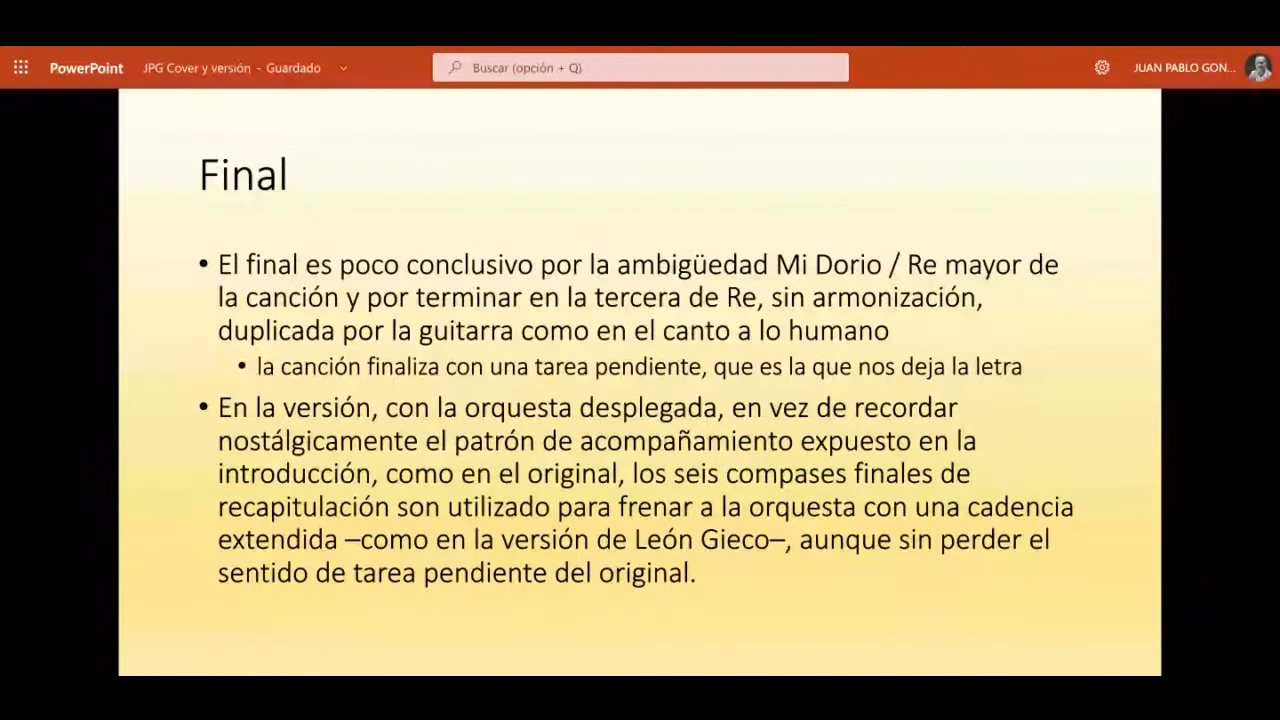 PowerPoint JPG Cover y versión - Guardado Buscar (opción + Q) JUAN PABLO GON...
Final
• El final es poco conclusivo por la ambigüedad Mi Dorio / Re mayor de
la canción y por terminar en la tercera de Re, sin armonización,
duplicada por la guitarra como en el canto a lo humano
• la canción finaliza con una tarea pendiente, que es la que nos deja la letra
• En la versión, con la orquesta desplegada, en vez de recordar
nostálgicamente el patrón de acompañamiento expuesto en la
introducción, como en el original, los seis compases finales de
recapitulación son utilizado para frenar a la orquesta con una cadencia
extendida –como en la versión de León Gieco–, aunque sin perder el
sentido de tarea pendiente del original.